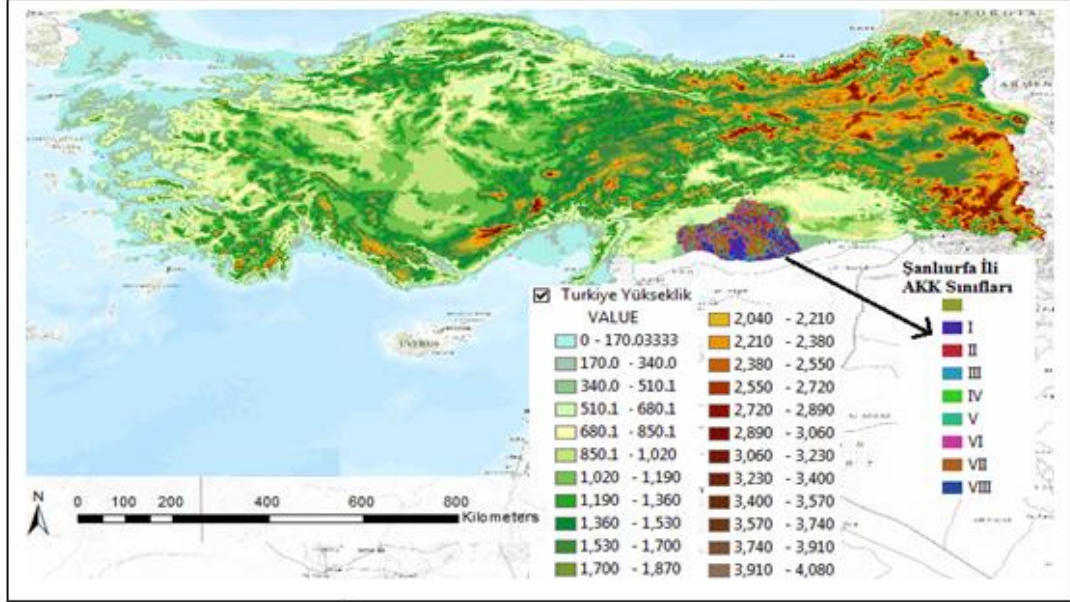 GEORGIA
ARMEN
CYPRUS
Şanlıurfa İli
AKK Sınıfları
I
II
III
IV
V
VI
VII
VIII
Turkiye Yükseklik
VALUE
0 - 170.03333
170.0 - 340.0
340.0 - 510.1
510.1 - 680.1
680.1 - 850.1
850.1 - 1,020
1,020 - 1,190
1,190 - 1,360
1,360 - 1,530
1,530 - 1,700
1,700 - 1,870
2,040 - 2,210
2,210 - 2,380
2,380 - 2,550
2,550 - 2,720
2,720 - 2,890
2,890 - 3,060
3,060 - 3,230
3,230 - 3,400
3,400 - 3,570
3,570 - 3,740
3,740 - 3,910
3,910 - 4,080
N
0 100 200 400 600 800
Kilometers